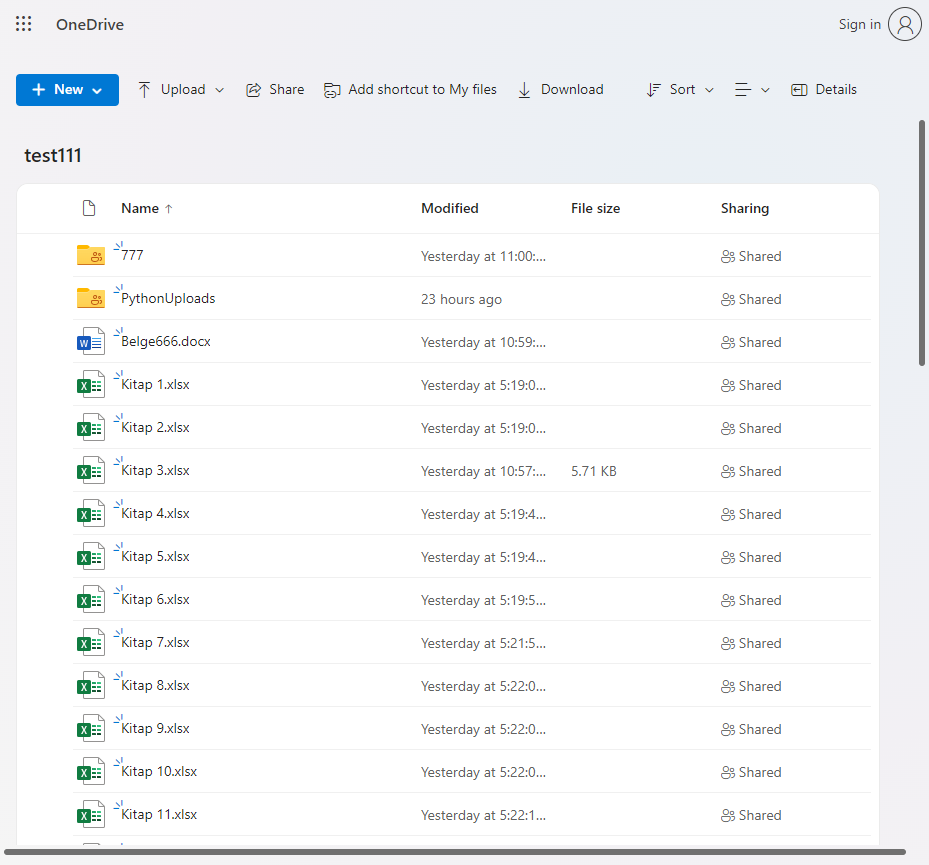 OneDrive Sign in
New Upload Share Add shortcut to My files Download Sort Details
test111
Name Modified File size Sharing
777 Yesterday at 11:00:... Shared
PythonUploads 23 hours ago Shared
Belge666.docx Yesterday at 10:59:... Shared
Kitap 1.xlsx Yesterday at 5:19:0... Shared
Kitap 2.xlsx Yesterday at 5:19:0... Shared
Kitap 3.xlsx Yesterday at 10:57:... 5.71 KB Shared
Kitap 4.xlsx Yesterday at 5:19:4... Shared
Kitap 5.xlsx Yesterday at 5:19:4... Shared
Kitap 6.xlsx Yesterday at 5:19:5... Shared
Kitap 7.xlsx Yesterday at 5:21:5... Shared
Kitap 8.xlsx Yesterday at 5:22:0... Shared
Kitap 9.xlsx Yesterday at 5:22:0... Shared
Kitap 10.xlsx Yesterday at 5:22:0... Shared
Kitap 11.xlsx Yesterday at 5:22:1... Shared